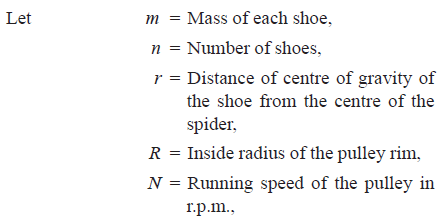 Let m = Mass of each shoe,
n = Number of shoes,
r = Distance of centre of gravity of
the shoe from the centre of the
spider,
R = Inside radius of the pulley rim,
N = Running speed of the pulley in
r.p.m.,